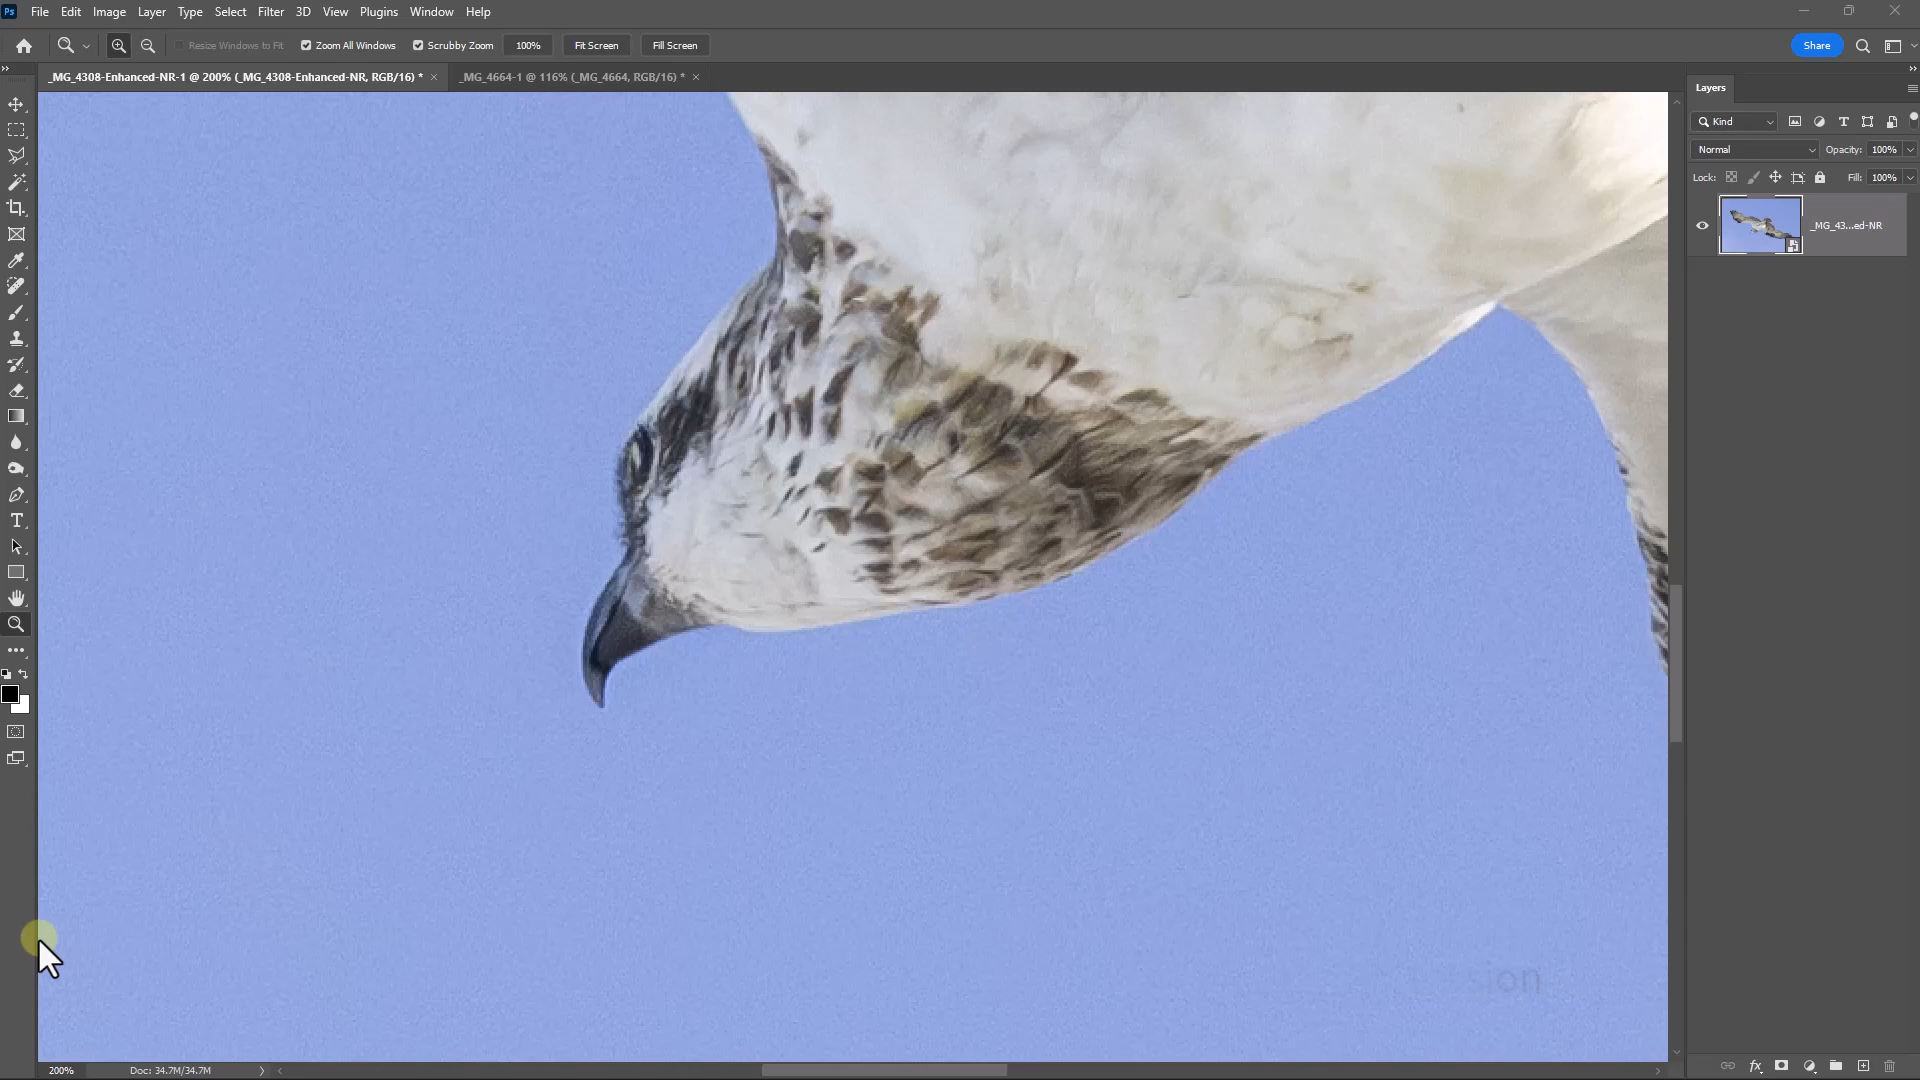 Ps File Edit Image Layer Type Select Filter 3D View Plugins Window Help
Resize Windows to Fit Zoom All Windows Scrubby Zoom 100% Fit Screen Fill Screen Share
_MG_4308-Enhanced-NR-1 @ 200% (_MG_4308-Enhanced-NR, RGB/16) * × _MG_4664-1 @ 116% (_MG_4664, RGB/16) * ×
Layers
Kind
Normal Opacity: 100%
Lock: Fill: 100%
_MG_43...ed-NR
sion
200% Doc: 34.7M/34.7M